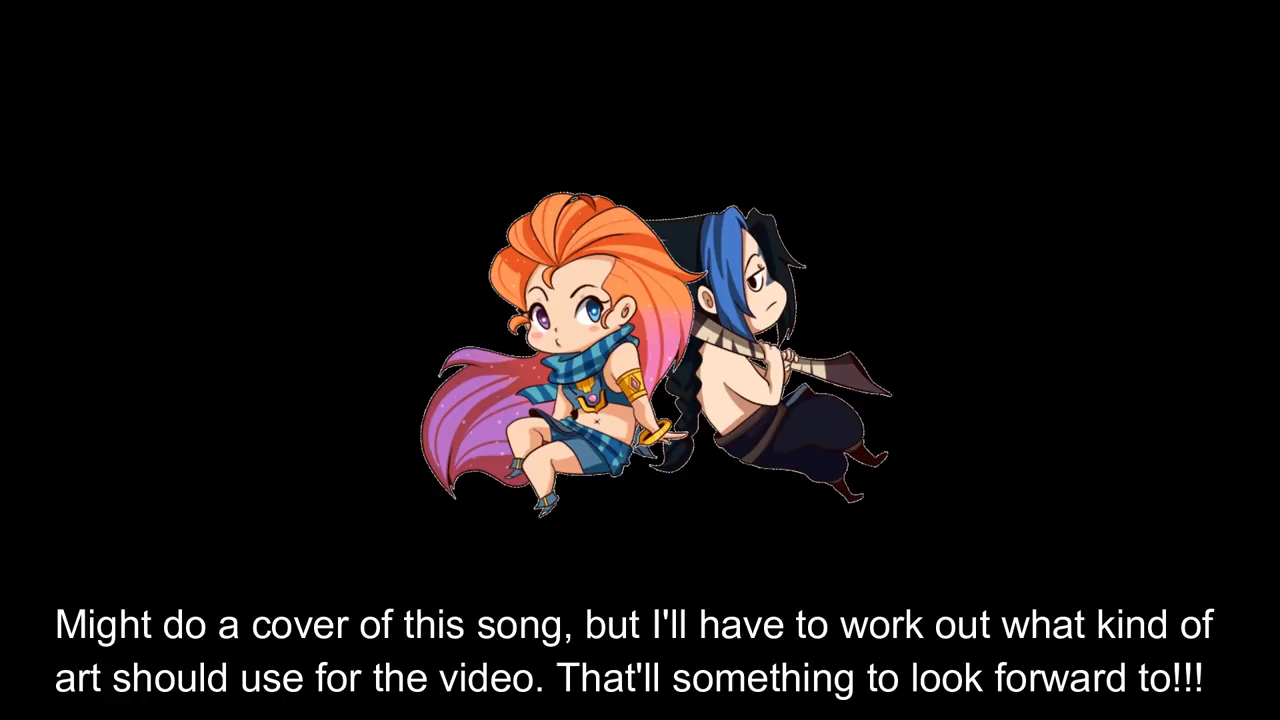 Might do a cover of this song, but I'll have to work out what kind of
art should use for the video. That'll something to look forward to!!!